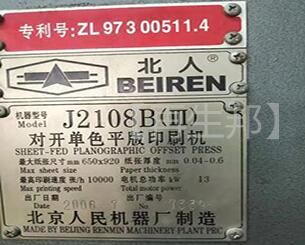 专利号:ZL 97 3 00511.4
北人
BEIREN
机器型号 Model J2108B(III)
对开单色平版印刷机
SHEET-FED PLANOGRAPHIC OFFSET PRESS
最大纸张尺寸 mm 650x920 纸张厚度 mm 0.04-0.6
Max sheet size Paper thickness
最高印刷速度 张/时 10000 电机总功率 kW 13
Max printing speed Total motor power
出厂日期 2006 出厂编号
北京人民机器厂制造
MADE BY BEIJING RENMIN MACHINERY PLANT PRC